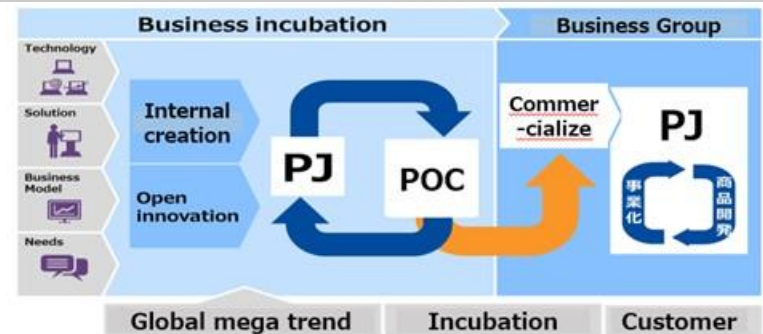 Business incubation
Business Group
Technology
Solution
Business
Model
Needs
Internal
creation
Open
innovation
PJ
POC
Commer
-cialize
PJ
事業化
商品開発
Global mega trend
Incubation
Customer